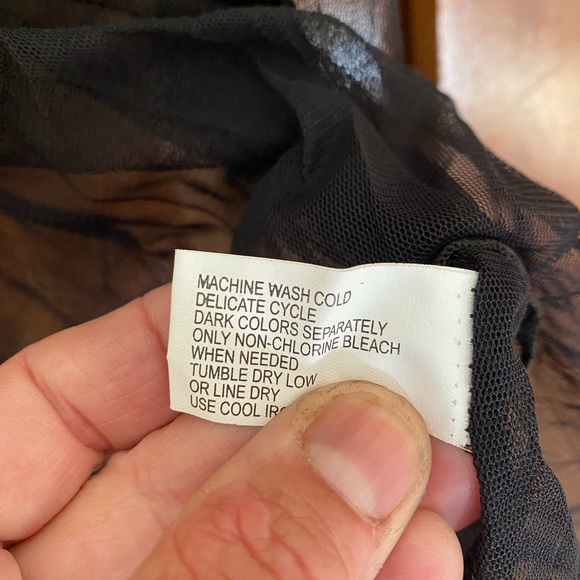 MACHINE WASH COLD
DELICATE CYCLE
DARK COLORS SEPARATELY
ONLY NON-CHLORINE BLEACH
WHEN NEEDED
TUMBLE DRY LOW
OR LINE DRY
USE COOL